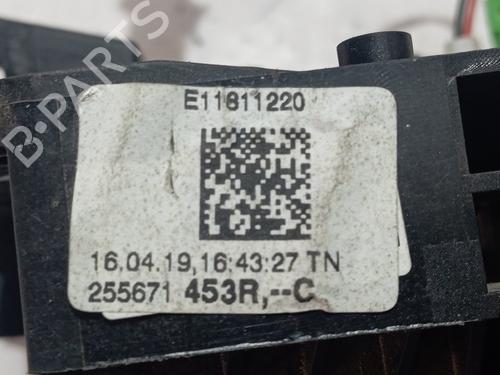 B-PARTS
E11811220
16.04.19,16:43:27 TN
255671 453R,--C